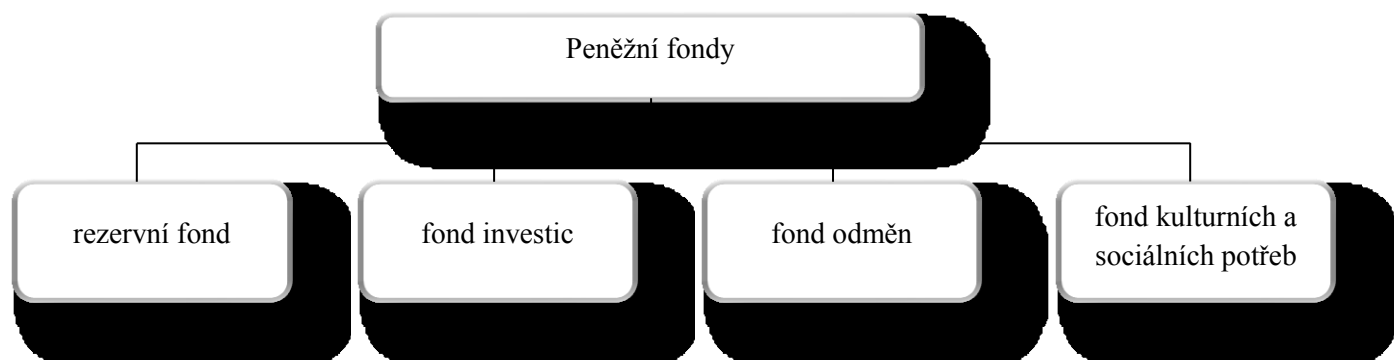 Peněžní fondy
rezervní fond
fond investic
fond odměn
fond kulturních a
sociálních potřeb